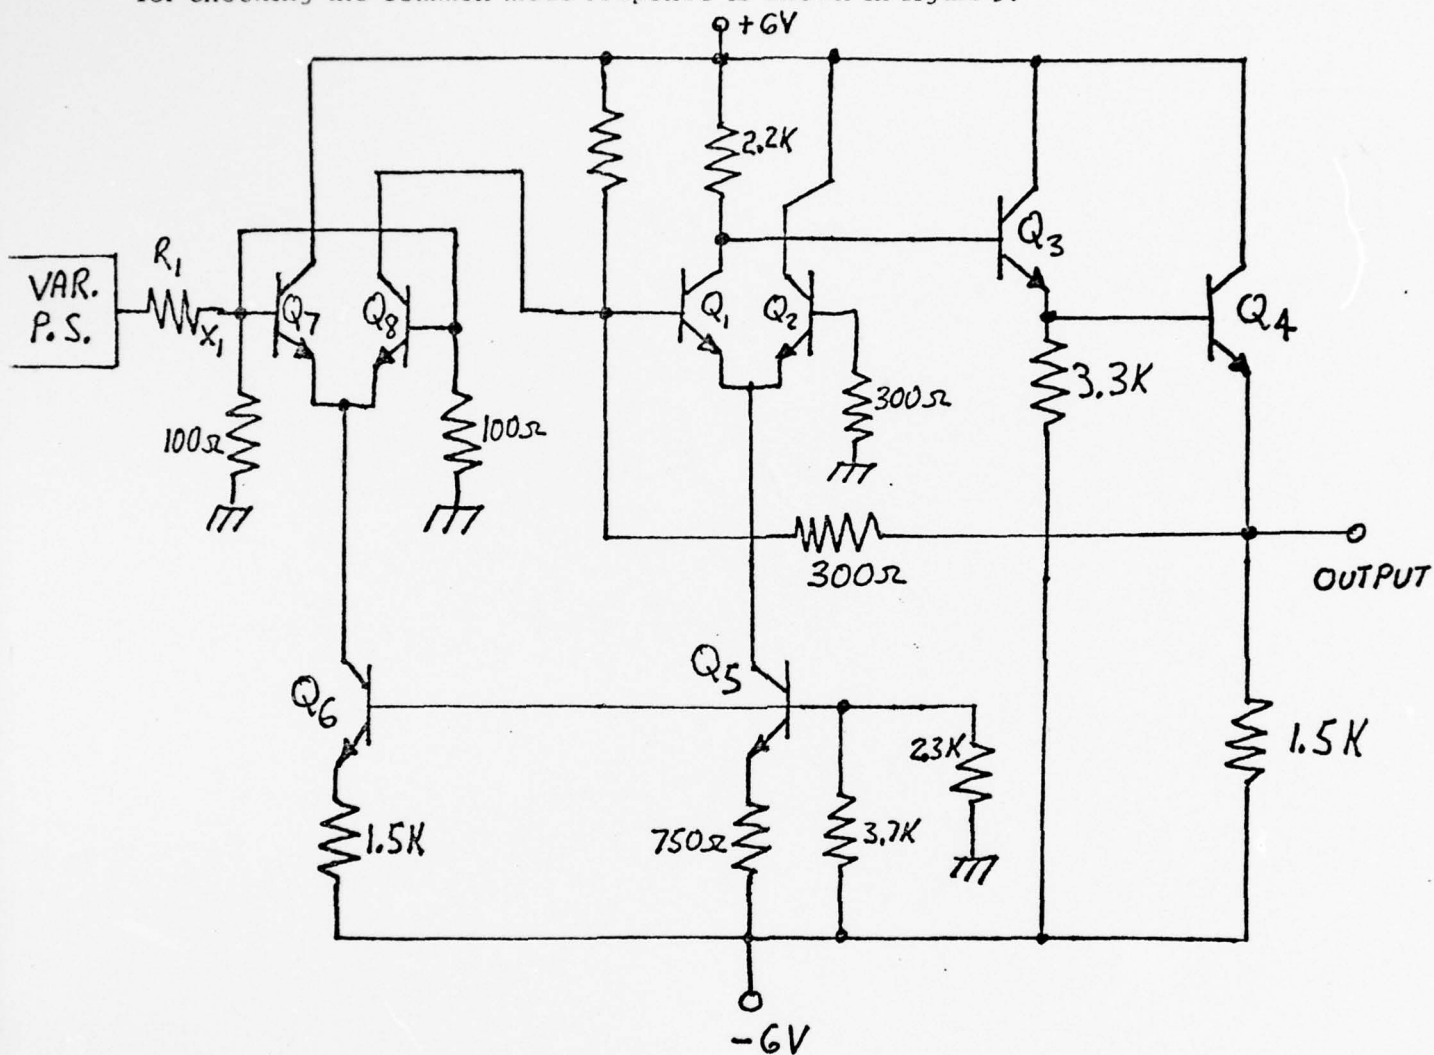 +6V
2.2K
R1
VAR.
P.S.
X1
Q7
Q8
Q1
Q2
Q3
Q4
100Ω
100Ω
300Ω
3.3K
300Ω
OUTPUT
Q6
Q5
23K
1.5K
1.5K
750Ω
3.7K
-6V